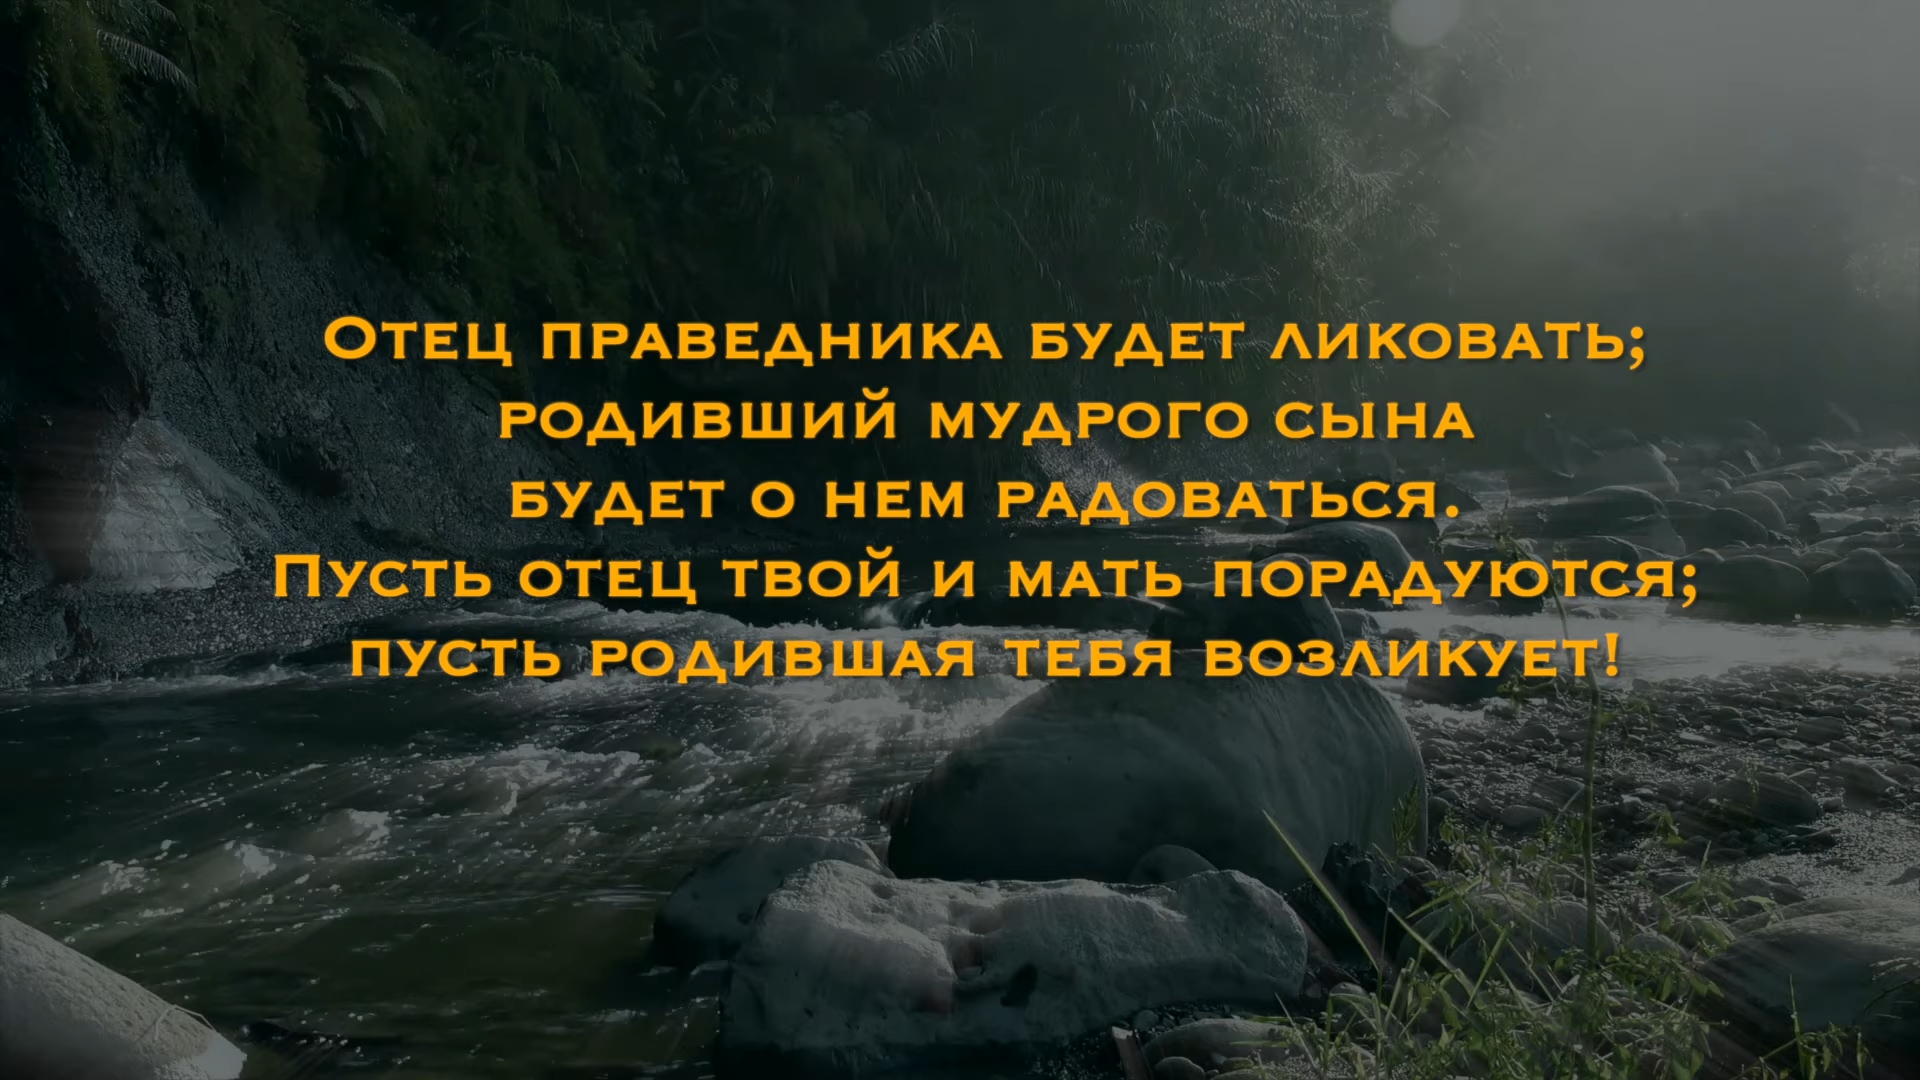 Отец праведника будет ликовать;
родивший мудрого сына
будет о нем радоваться.
Пусть отец твой и мать порадуются;
пусть родившая тебя возликует!